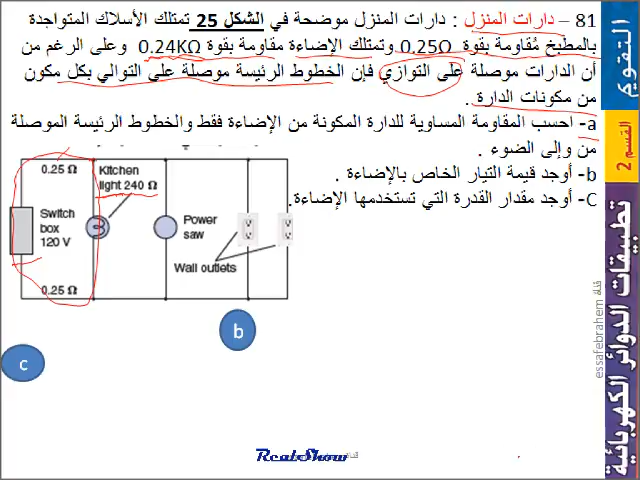 81 – دارات المنزل : دارات المنزل موضحة في الشكل 25 تمتلك الأسلاك المتواجدة
بالمطبخ مُقاومة بقوة 0.25Ω وتمتلك الإضاءة مقاومة بقوة 0.24KΩ وعلى الرغم من
أن الدارات موصلة على التوازي فإن الخطوط الرئيسة موصلة على التوالي بكل مكون
من مكونات الدارة .
a- احسب المقاومة المساوية للدارة المكونة من الإضاءة فقط والخطوط الرئيسة الموصلة
من وإلى الضوء .
b- أوجد قيمة التيار الخاص بالإضاءة .
C- أوجد مقدار القدرة التي تستخدمها الإضاءة.
0.25 Ω
Kitchen
light 240 Ω
Switch
box
120 V
Power
saw
Wall outlets
0.25 Ω
b
c
التقويم
القسم 2
تطبيقات الدوائر الكهربائية
قناة essafebrahem
RealShow
قناة